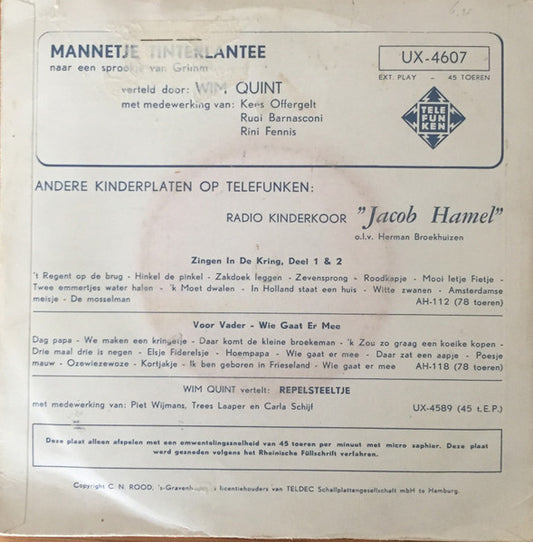 MANNETJE TINTERLANTEE
UX-4607
naar een sprookje van Grimm
EXT. PLAY – 45 TOEREN
verteld door: WIM QUINT
TELE
FUN
KEN
met medewerking van: Kees Offergelt
Rudi Barnasconi
Rini Fennis
ANDERE KINDERPLATEN OP TELEFUNKEN:
RADIO KINDERKOOR "Jacob Hamel"
o.l.v. Herman Broekhuizen
Zingen In De Kring, Deel 1 & 2
't Regent op de brug - Hinkel de pinkel - Zakdoek leggen - Zevensprong - Roodkapje - Mooi Ietje Fietje -
Twee emmertjes water halen - 'k Moet dwalen - In Holland staat een huis - Witte zwanen - Amsterdamse
meisje - De mosselman AH-112 (78 toeren)
Voor Vader - Wie Gaat Er Mee
Dag papa - We maken een kringetje - Daar komt de kleine broekeman - 'k Zou zo graag een koeike kopen -
Drie maal drie is negen - Elsje Fiderelsje - Hoempapa - Wie gaat er mee - Daar zat een aapje - Poesje
mauw - Ozewiezewoze - Kortjakje - Ik ben geboren in Frieseland - Wie gaat er mee AH-118 (78 toeren)
WIM QUINT vertelt: REPELSTEELTJE
met medewerking van: Piet Wijmans, Trees Laaper en Carla Schijf UX-4589 (45 t.E.P.)
Deze plaat alleen afspelen met een omwentelingssnelheid van 45 toeren per minuut met micro saphier. Deze plaat
werd gesneden volgens het Rheinische Füllschrift verfahren.
Copyright C. N. ROOD, 's-Gravenhage, licentiehouders van TELDEC Schallplattengesellschaft mbH te Hamburg.